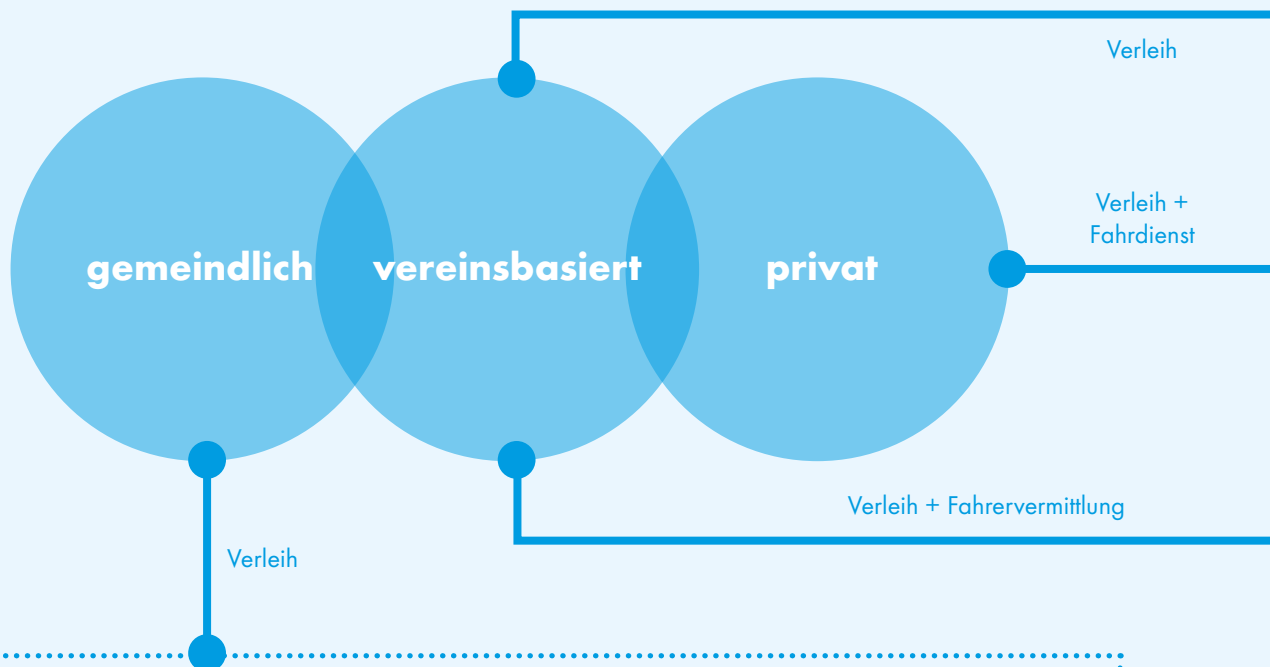 Verleih
Verleih +
Fahrdienst
gemeindlich
vereinsbasiert
privat
Verleih + Fahrervermittlung
Verleih